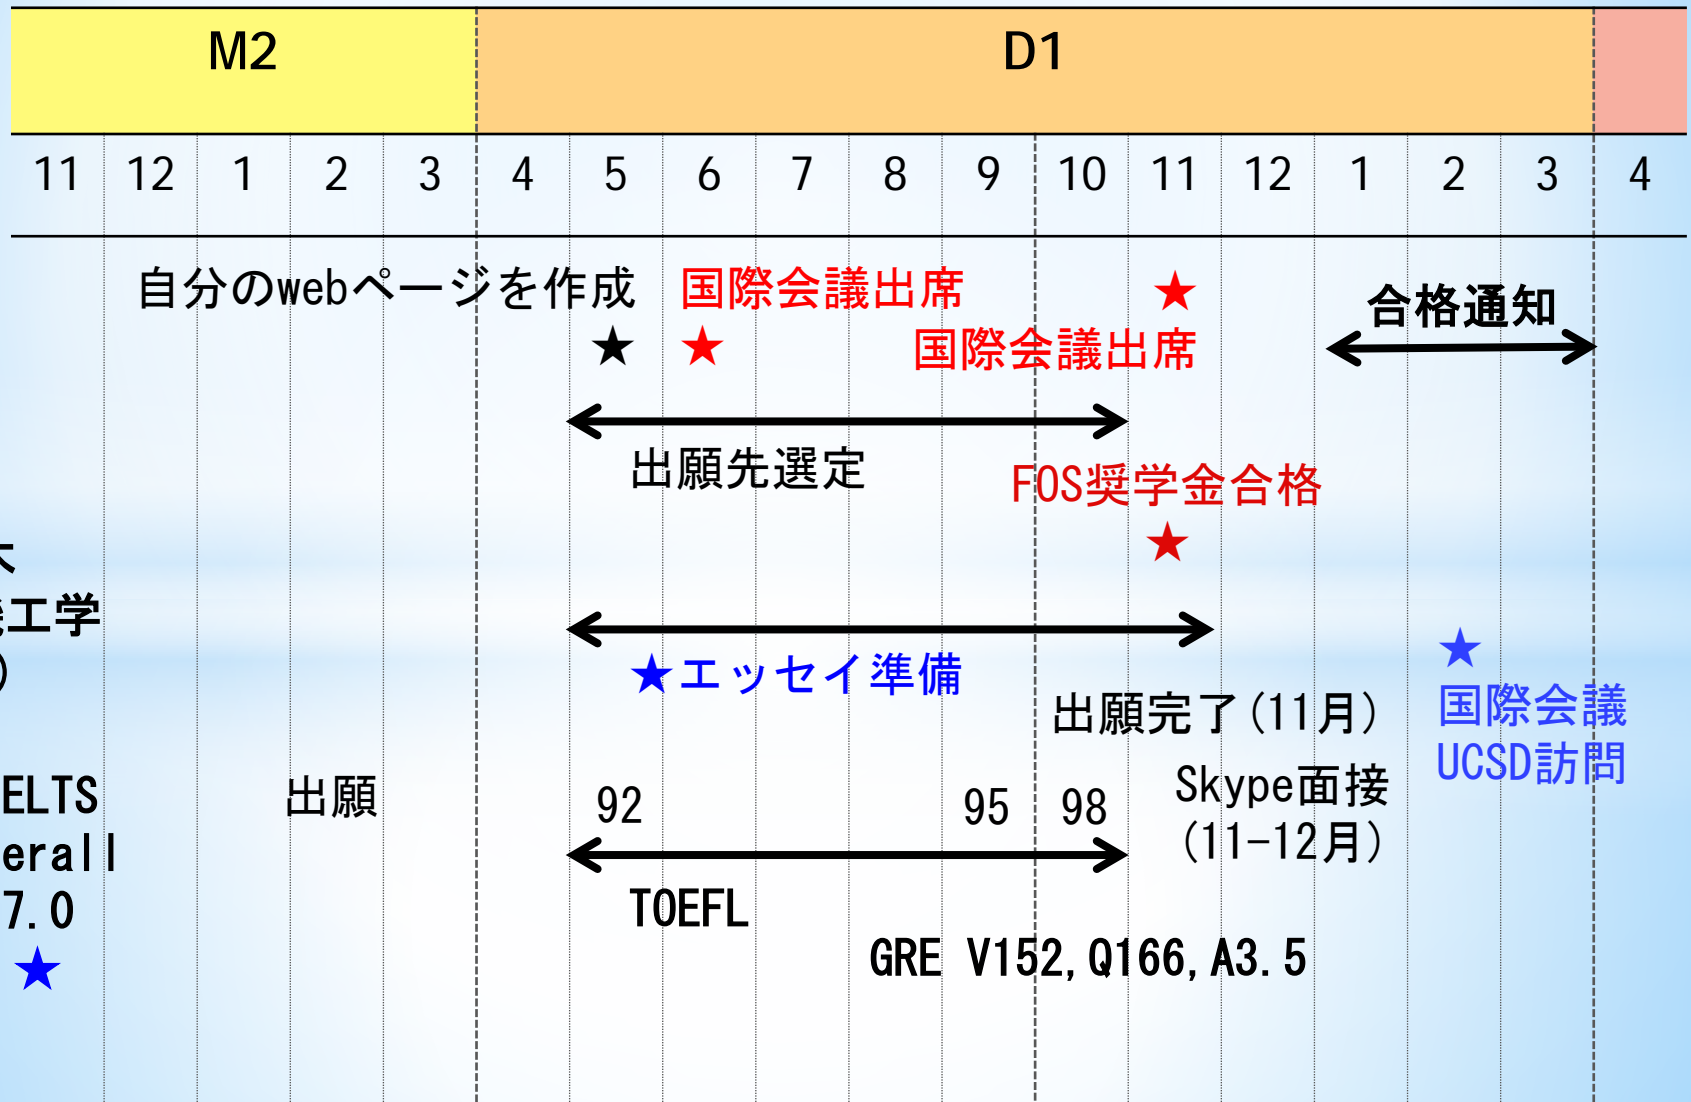 M2
D1
11 12 1 2 3 4 5 6 7 8 9 10 11 12 1 2 3 4
自分のwebページを作成
国際会議出席
★
合格通知
★
★
国際会議出席
出願先選定
FOS奨学金合格
★
工学
)
★エッセイ準備
★
出願完了(11月)
国際会議
UCSD訪問
ELTS
erall
7.0
★
出願
92
95
98
Skype面接
(11-12月)
TOEFL
GRE V152,Q166,A3.5